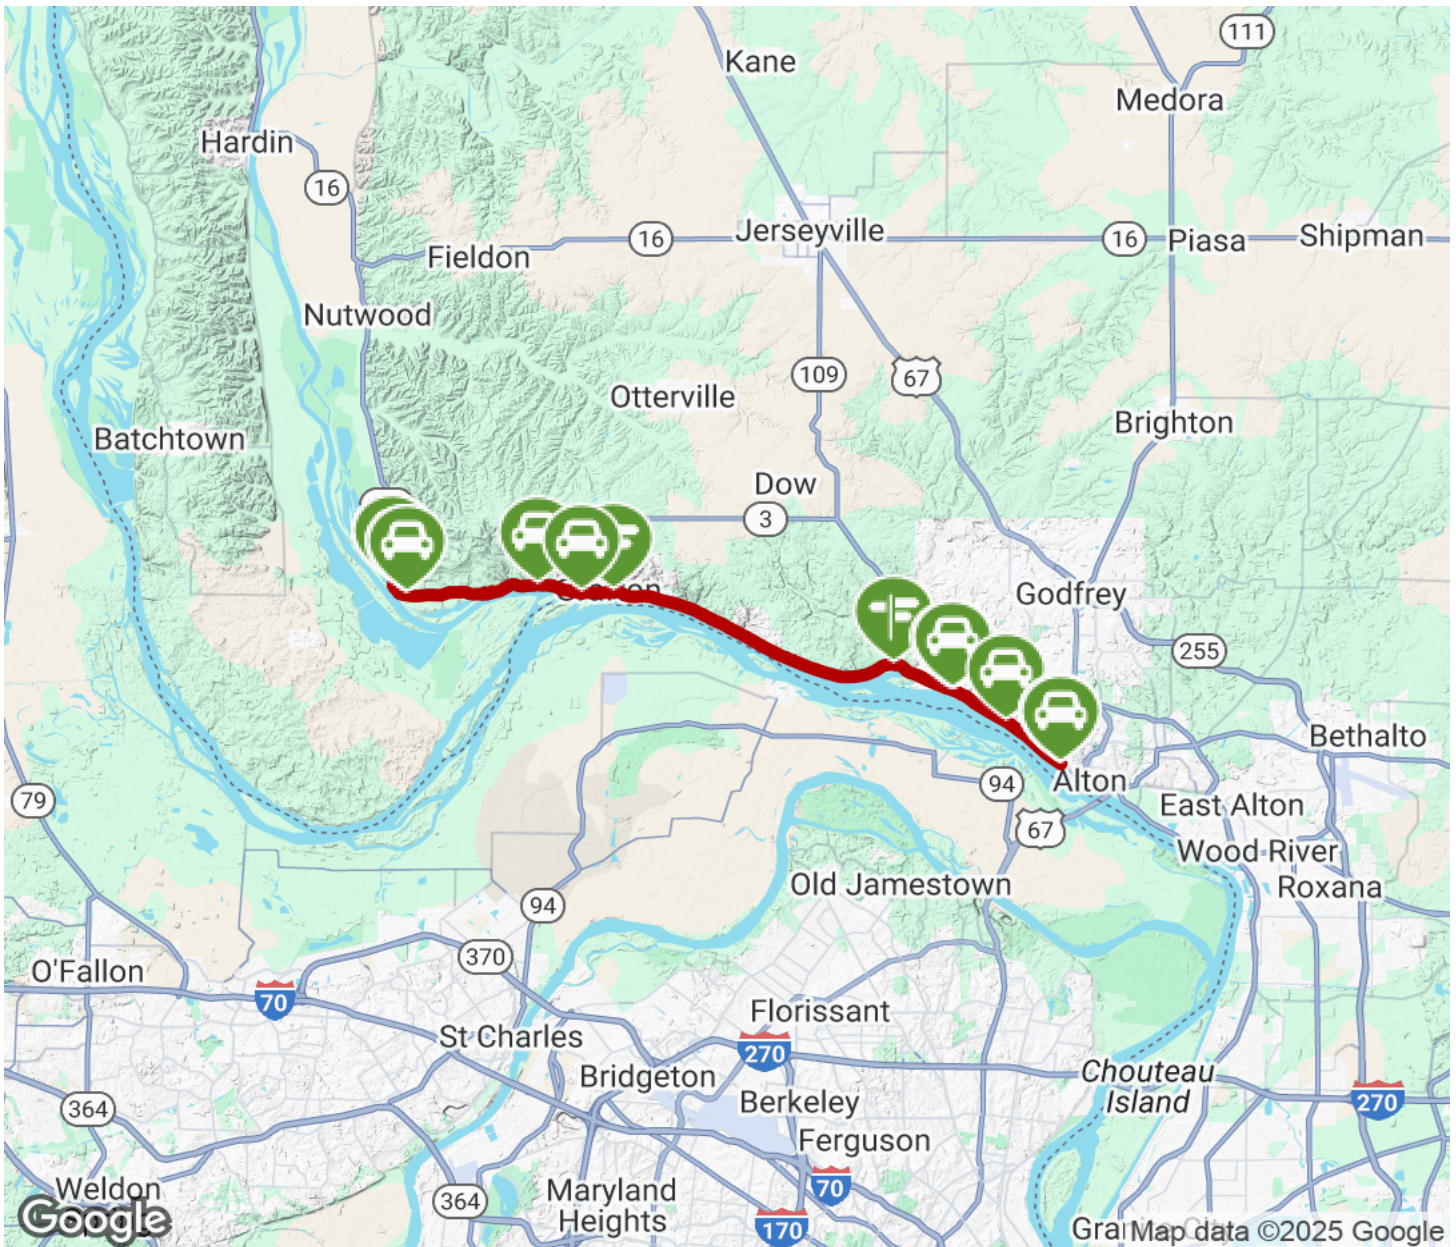 111
Kane
Medora
Hardin
16
Jerseyville
16
16
Piasa
Shipman
Fieldon
Nutwood
109
67
Otterville
Brighton
Batchtown
Dow
3
Godfrey
255
Bethalto
79
94
Alton
East Alton
67
Wood River
Old Jamestown
Roxana
94
370
O'Fallon
70
Florissant
St Charles
270
Bridgeton
Chouteau
Island
364
Berkeley
270
Ferguson
70
Weldon
364
Maryland
Heights
170
Google
Map data ©2025 Google